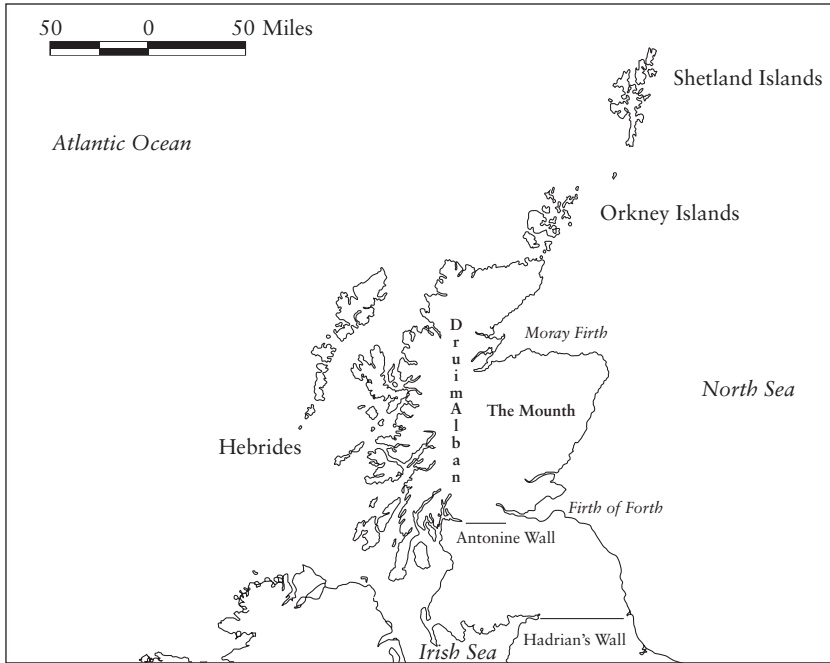 50 0 50 Miles
Shetland Islands
Atlantic Ocean
Orkney Islands
Druim Alban
Moray Firth
The Mounth
North Sea
Hebrides
Firth of Forth
Antonine Wall
Hadrian's Wall
Irish Sea